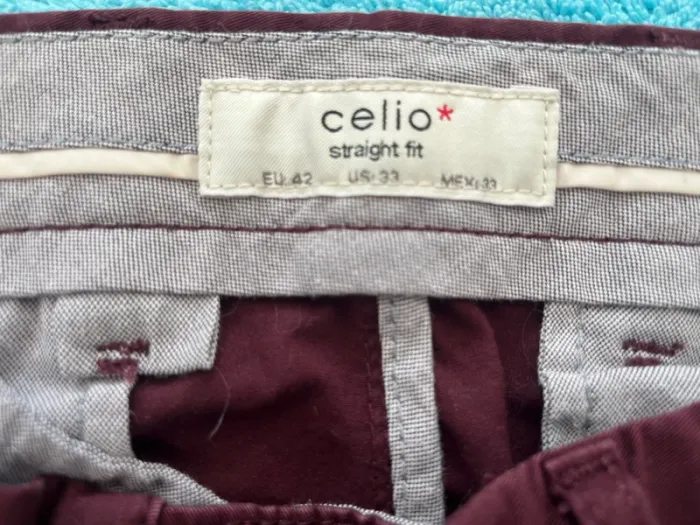 celio*
straight fit
EU: 42 US: 33 MEX: 33